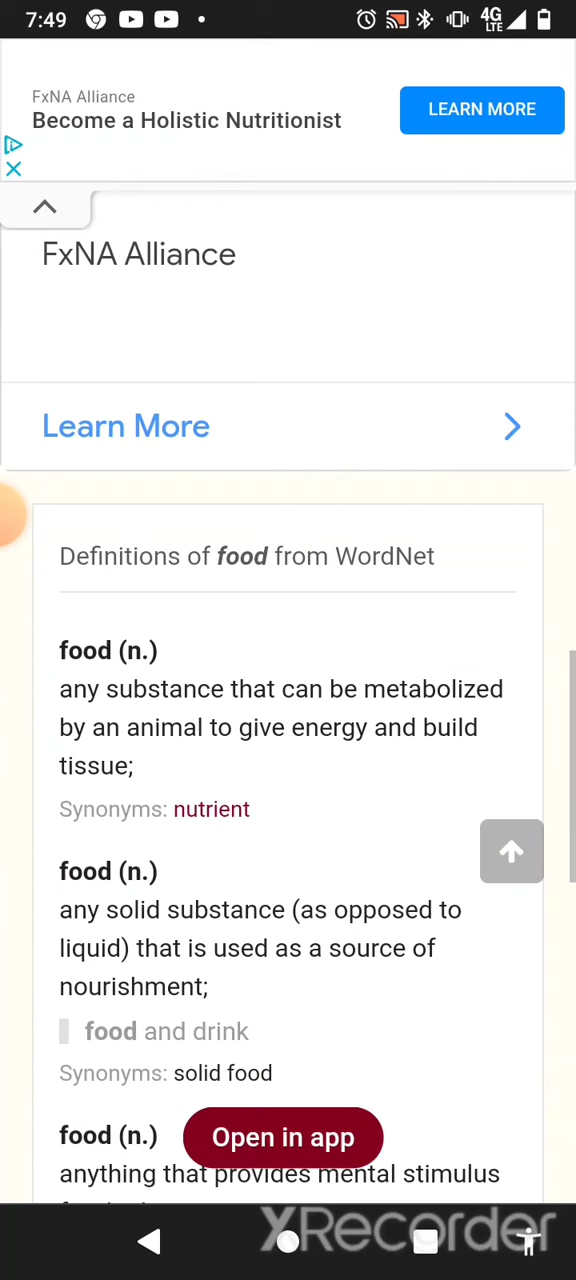 7:49
4G
LTE
FxNA Alliance
Become a Holistic Nutritionist
LEARN MORE
FxNA Alliance
Learn More
Definitions of food from WordNet
food (n.)
any substance that can be metabolized
by an animal to give energy and build
tissue;
Synonyms: nutrient
food (n.)
any solid substance (as opposed to
liquid) that is used as a source of
nourishment;
food and drink
Synonyms: solid food
food (n.)
Open in app
anything that provides mental stimulus
XRecorder